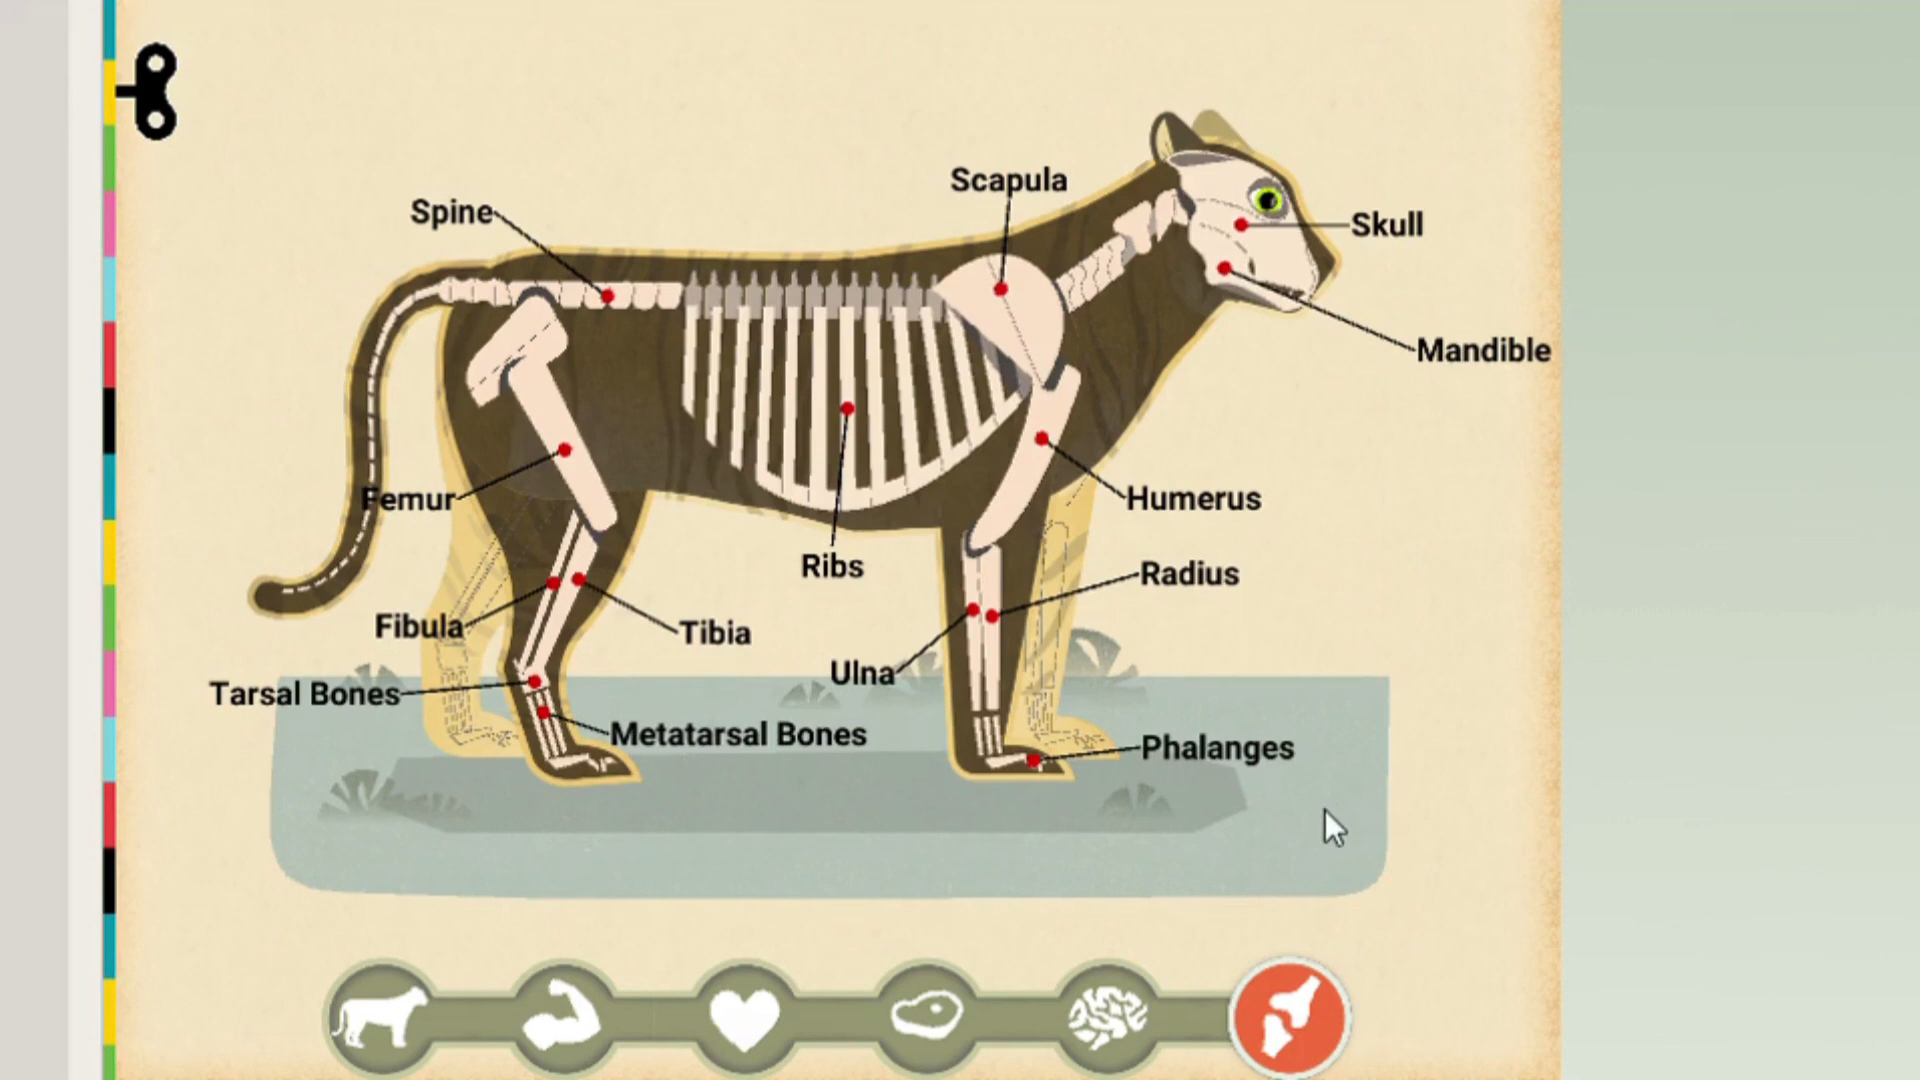 Scapula
Spine
Skull
Mandible
Femur
Humerus
Ribs
Radius
Fibula
Tibia
Ulna
Tarsal Bones
Metatarsal Bones
Phalanges